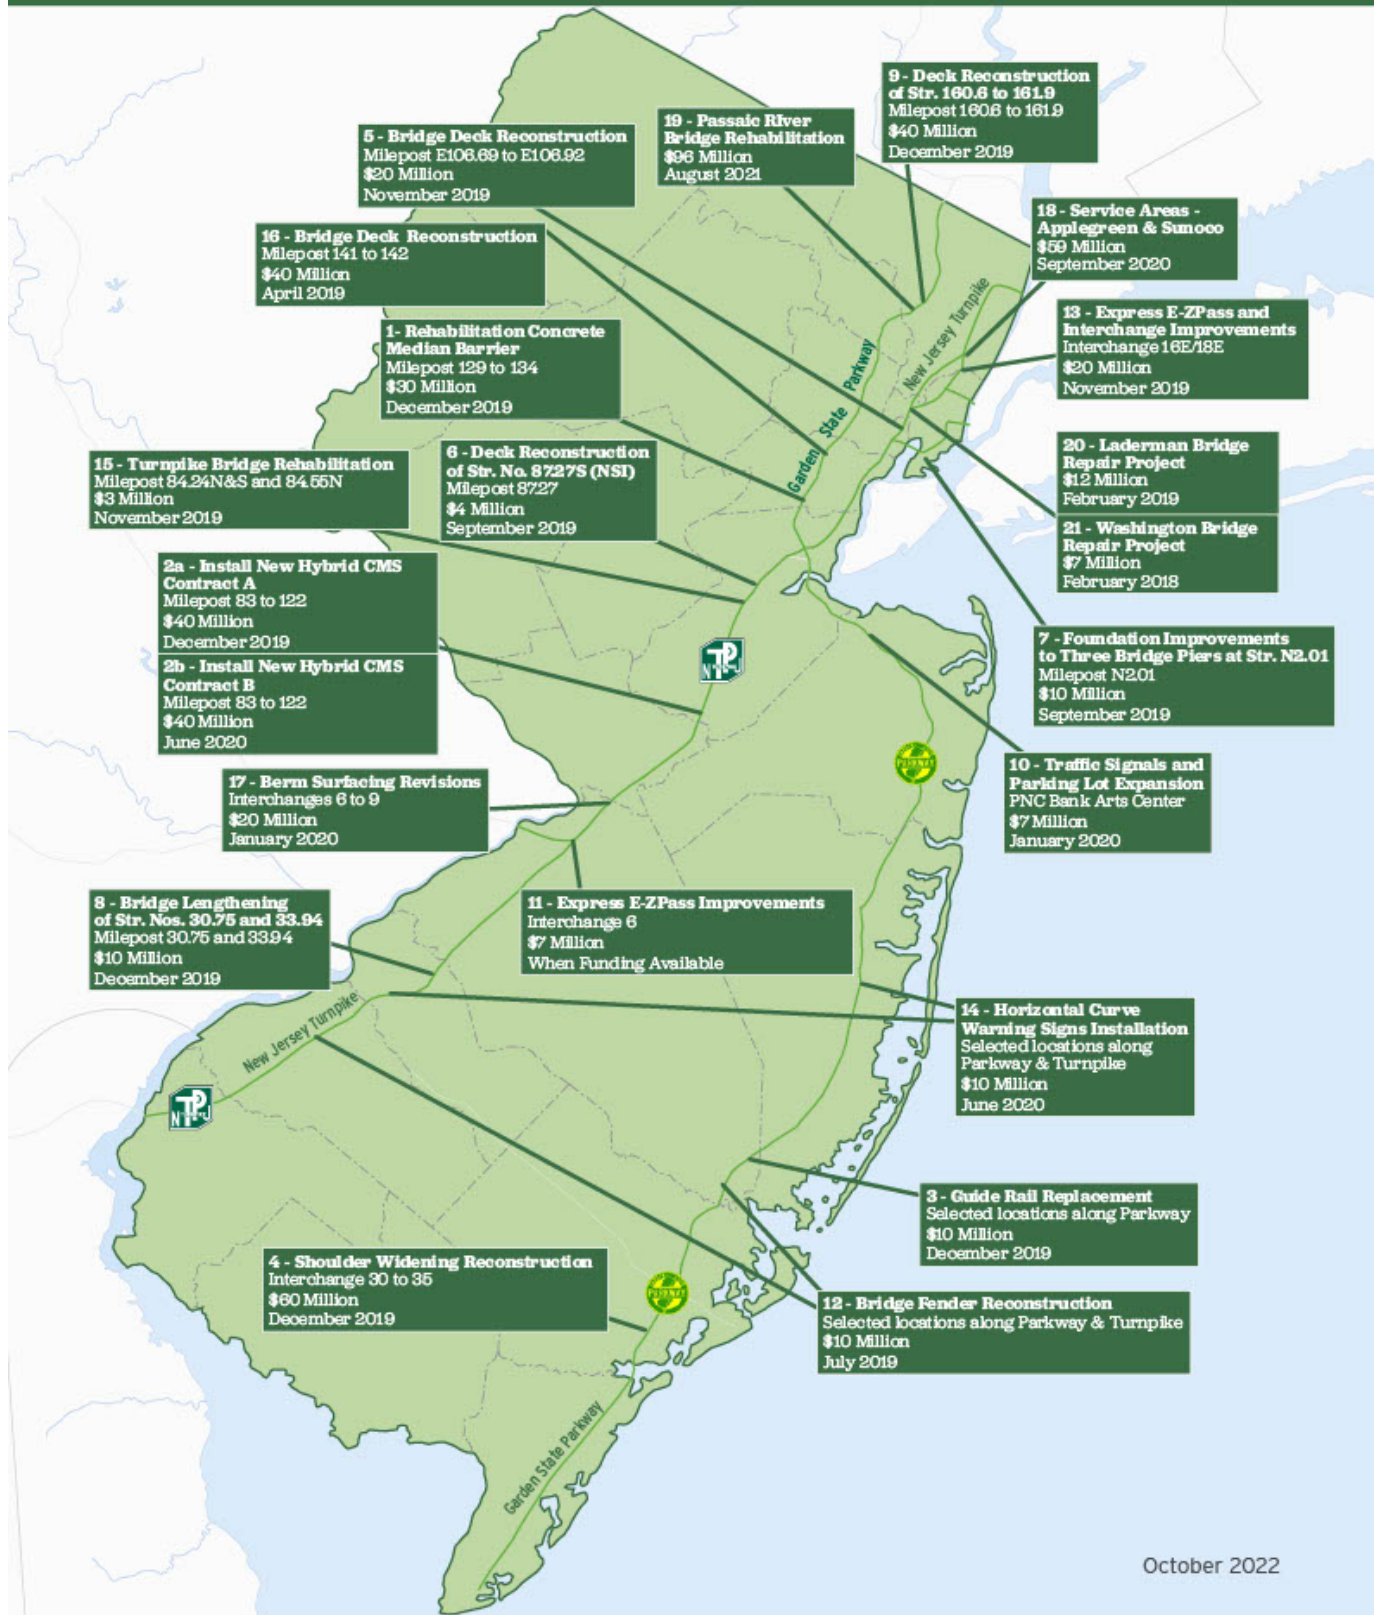 9 - Deck Reconstruction
of Str. 160.6 to 161.9
Milepost 160.6 to 161.9
$40 Million
December 2019
19 - Passaic River
Bridge Rehabilitation
$96 Million
August 2021
5 - Bridge Deck Reconstruction
Milepost E106.69 to E106.92
$20 Million
November 2019
18 - Service Areas -
Applegreen & Sunoco
$59 Million
September 2020
16 - Bridge Deck Reconstruction
Milepost 141 to 142
$40 Million
April 2019
13 - Express E-ZPass and
Interchange Improvements
Interchange 16E/18E
$20 Million
November 2019
1- Rehabilitation Concrete
Median Barrier
Milepost 129 to 134
$30 Million
December 2019
New Jersey Turnpike
Garden State Parkway
20 - Laderman Bridge
Repair Project
$12 Million
February 2019
21 - Washington Bridge
Repair Project
$7 Million
February 2018
6 - Deck Reconstruction
of Str. No. 87.27S (NSI)
Milepost 87.27
$4 Million
September 2019
15 - Turnpike Bridge Rehabilitation
Milepost 84.24N&S and 84.55N
$3 Million
November 2019
2a - Install New Hybrid CMS
Contract A
Milepost 83 to 122
$40 Million
December 2019
2b - Install New Hybrid CMS
Contract B
Milepost 83 to 122
$40 Million
June 2020
7 - Foundation Improvements
to Three Bridge Piers at Str. N2.01
Milepost N2.01
$10 Million
September 2019
10 - Traffic Signals and
Parking Lot Expansion
PNC Bank Arts Center
$7 Million
January 2020
17 - Berm Surfacing Revisions
Interchanges 6 to 9
$20 Million
January 2020
8 - Bridge Lengthening
of Str. Nos. 30.75 and 33.94
Milepost 30.75 and 33.94
$10 Million
December 2019
11 - Express E-ZPass Improvements
Interchange 6
$7 Million
When Funding Available
New Jersey Turnpike
14 - Horizontal Curve
Warning Signs Installation
Selected locations along
Parkway & Turnpike
$10 Million
June 2020
3 - Guide Rail Replacement
Selected locations along Parkway
$10 Million
December 2019
4 - Shoulder Widening Reconstruction
Interchange 30 to 35
$60 Million
December 2019
12 - Bridge Fender Reconstruction
Selected locations along Parkway & Turnpike
$10 Million
July 2019
Garden State Parkway
October 2022